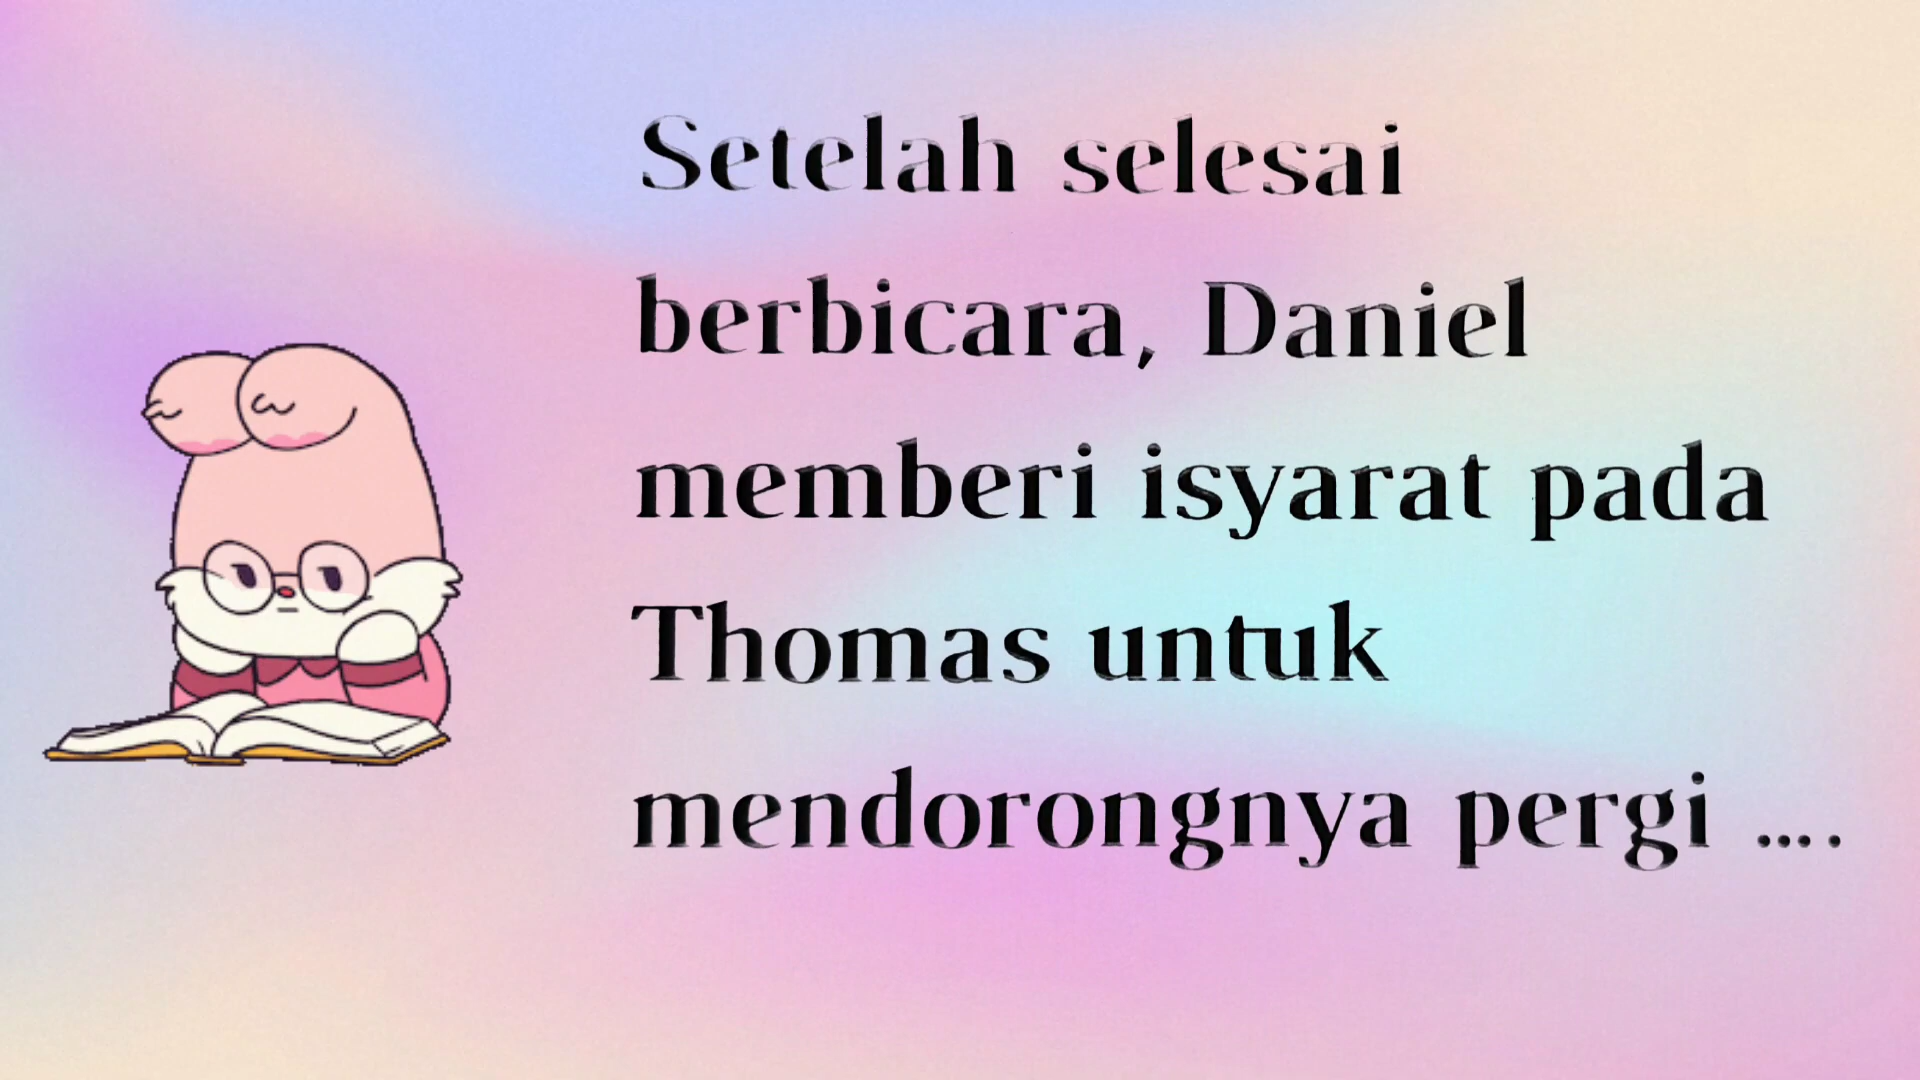 Setelah selesai
berbicara, Daniel
memberi isyarat pada
Thomas untuk
mendorongnya pergi ....